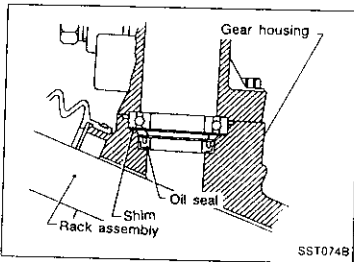 Gear housing
Oil seal
Shim
Rack assembly
SST074B